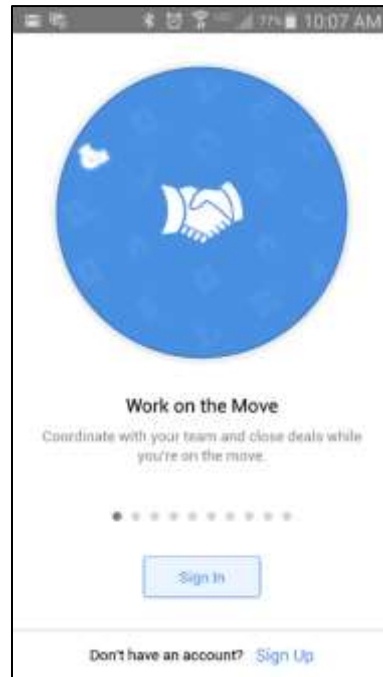 77% 10:07 AM
Work on the Move
Coordinate with your team and close deals while
you're on the move.
Sign In
Don't have an account? Sign Up